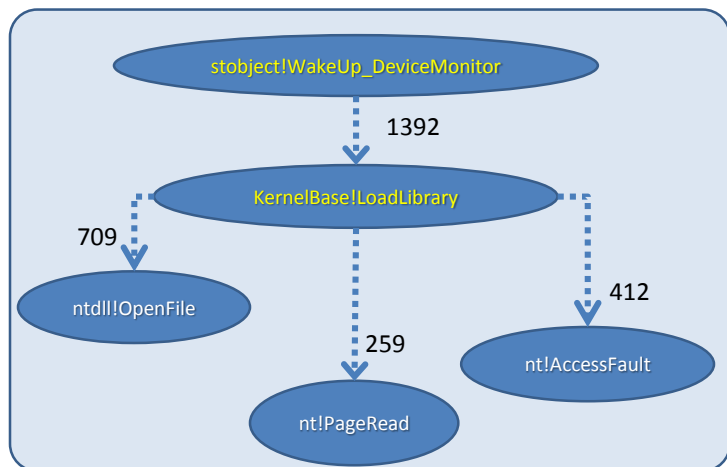 stobject!WakeUp_DeviceMonitor
1392
KernelBase!LoadLibrary
709
412
ntdll!OpenFile
259
nt!AccessFault
nt!PageRead